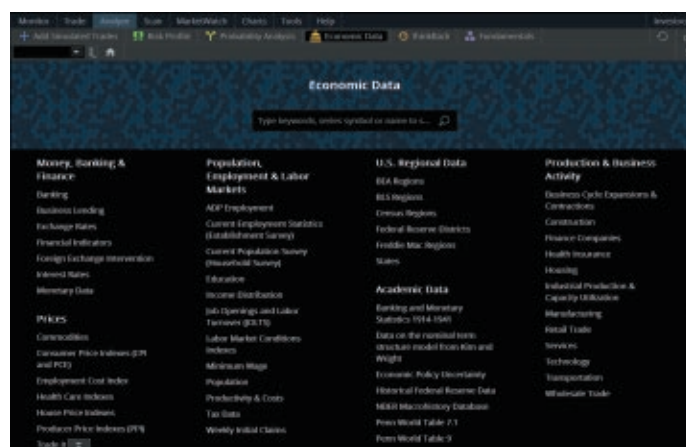 Monitor Trade Analyze Scan MarketWatch Charts Tools Help
Add Simulated Trades Risk Profile Probability Analysis Economic Data thinkBack Fundamentals
Economic Data
Type keywords, series symbol or name to s...
Money, Banking &
Finance
Banking
Business Lending
Exchange Rates
Financial Indicators
Foreign Exchange Intervention
Interest Rates
Monetary Data
Prices
Commodities
Consumer Price Indexes (CPI
and PCE)
Employment Cost Index
Health Care Indexes
House Price Indexes
Producer Price Indexes (PPI)
Population,
Employment & Labor
Markets
ADP Employment
Current Employment Statistics
(Establishment Survey)
Current Population Survey
(Household Survey)
Education
Income Distribution
Job Openings and Labor
Turnover (JOLTS)
Labor Market Conditions
Indexes
Minimum Wage
Population
Productivity & Costs
Tax Data
Weekly Initial Claims
U.S. Regional Data
BEA Regions
BLS Regions
Census Regions
Federal Reserve Districts
Freddie Mac Regions
States
Academic Data
Banking and Monetary
Statistics 1914-1941
Data on the nominal term
structure model from Kim and
Wright
Economic Policy Uncertainty
Historical Federal Reserve Data
NBER Macrohistory Database
Penn World Table 7.1
Penn World Table 9
Production & Business
Activity
Business Cycle Expansions &
Contractions
Construction
Finance Companies
Health Insurance
Housing
Industrial Production &
Capacity Utilization
Manufacturing
Retail Trade
Services
Technology
Transportation
Wholesale Trade